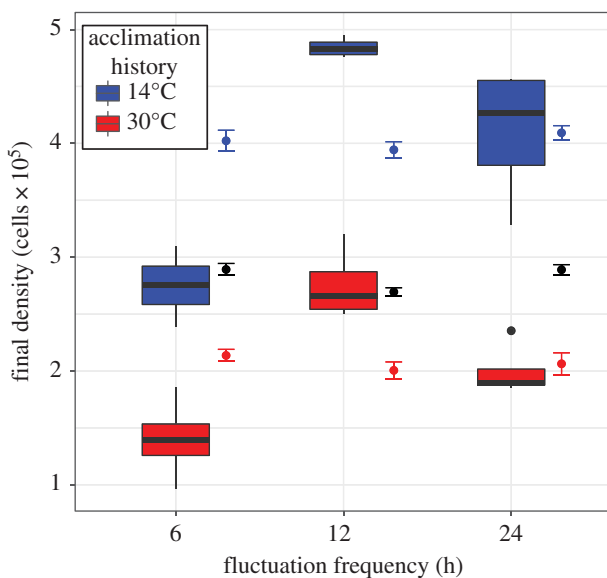 acclimation
history
14°C
30°C
5
4
3
2
1
final density (cells × 10⁵)
6
12
24
fluctuation frequency (h)